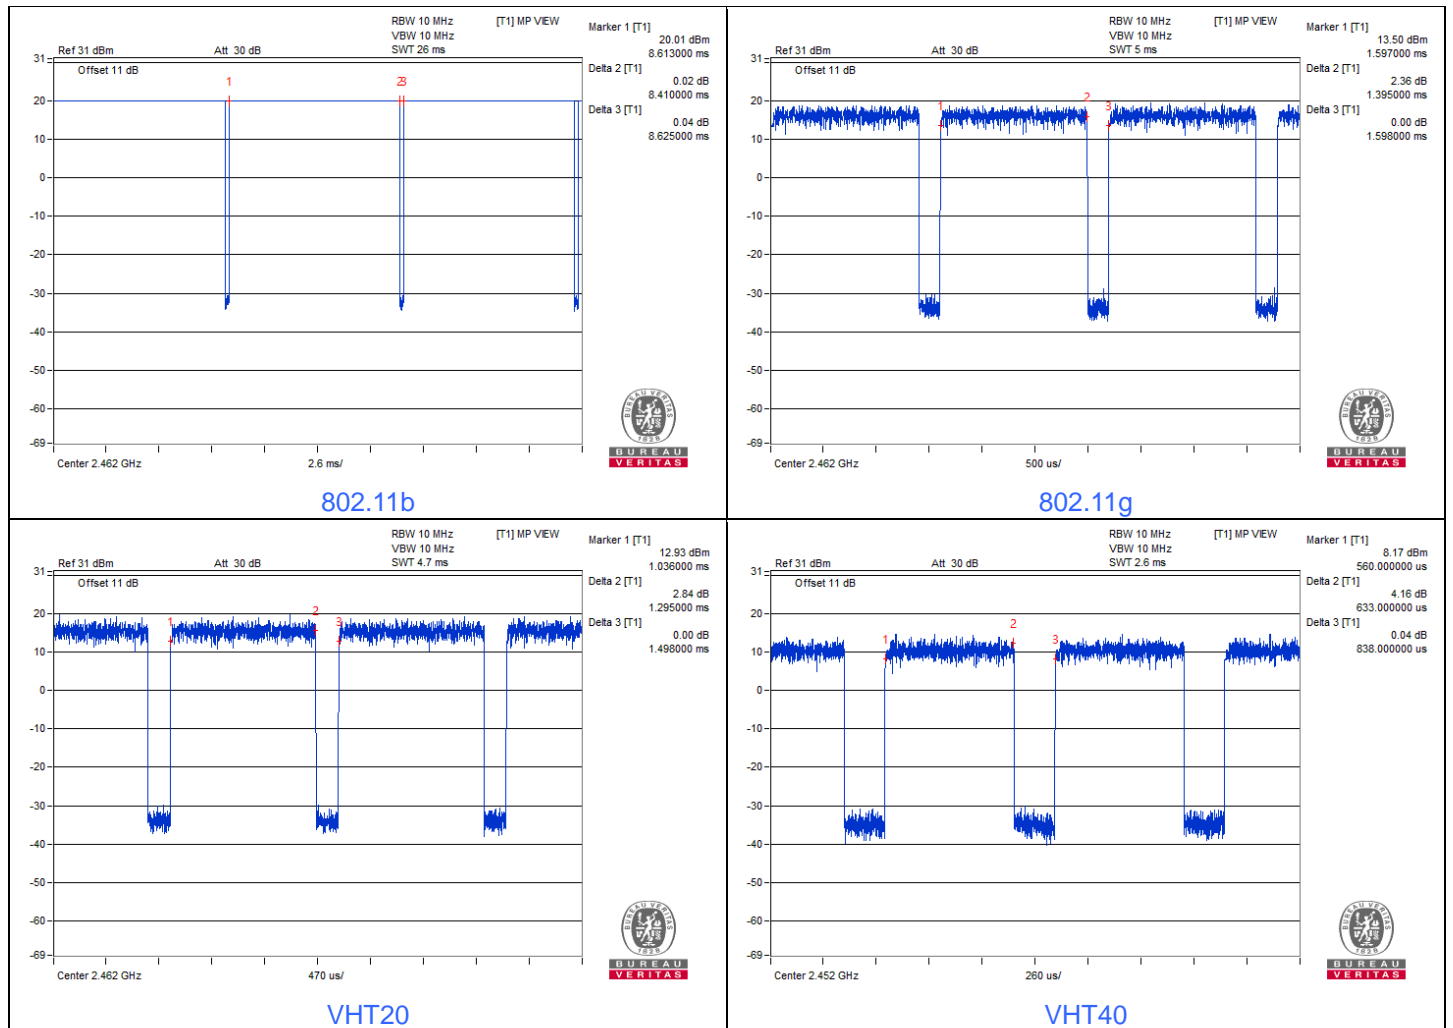 RBW 10 MHz [T1] MP VIEW
VBW 10 MHz
Ref 31 dBm Att 30 dB SWT 26 ms
Marker 1 [T1]
20.01 dBm
8.613000 ms
Delta 2 [T1]
0.02 dB
8.410000 ms
Delta 3 [T1]
0.04 dB
8.625000 ms
Offset 11 dB
1 2 3
31
20
10
0
-10
-20
-30
-40
-50
-60
-69
Center 2.462 GHz 2.6 ms/
BUREAU VERITAS
1828
BUREAU
VERITAS
802.11b
RBW 10 MHz [T1] MP VIEW
VBW 10 MHz
Ref 31 dBm Att 30 dB SWT 5 ms
Marker 1 [T1]
13.50 dBm
1.597000 ms
Delta 2 [T1]
2.36 dB
1.395000 ms
Delta 3 [T1]
0.00 dB
1.598000 ms
Offset 11 dB
1 2 3
31
20
10
0
-10
-20
-30
-40
-50
-60
-69
Center 2.462 GHz 500 us/
BUREAU VERITAS
1828
BUREAU
VERITAS
802.11g
RBW 10 MHz [T1] MP VIEW
VBW 10 MHz
Ref 31 dBm Att 30 dB SWT 4.7 ms
Marker 1 [T1]
12.93 dBm
1.036000 ms
Delta 2 [T1]
2.84 dB
1.295000 ms
Delta 3 [T1]
0.00 dB
1.498000 ms
Offset 11 dB
1 2 3
31
20
10
0
-10
-20
-30
-40
-50
-60
-69
Center 2.462 GHz 470 us/
BUREAU VERITAS
1828
BUREAU
VERITAS
VHT20
RBW 10 MHz [T1] MP VIEW
VBW 10 MHz
Ref 31 dBm Att 30 dB SWT 2.6 ms
Marker 1 [T1]
8.17 dBm
560.000000 us
Delta 2 [T1]
4.16 dB
633.000000 us
Delta 3 [T1]
0.04 dB
838.000000 us
Offset 11 dB
1 2 3
31
20
10
0
-10
-20
-30
-40
-50
-60
-69
Center 2.452 GHz 260 us/
BUREAU VERITAS
1828
BUREAU
VERITAS
VHT40